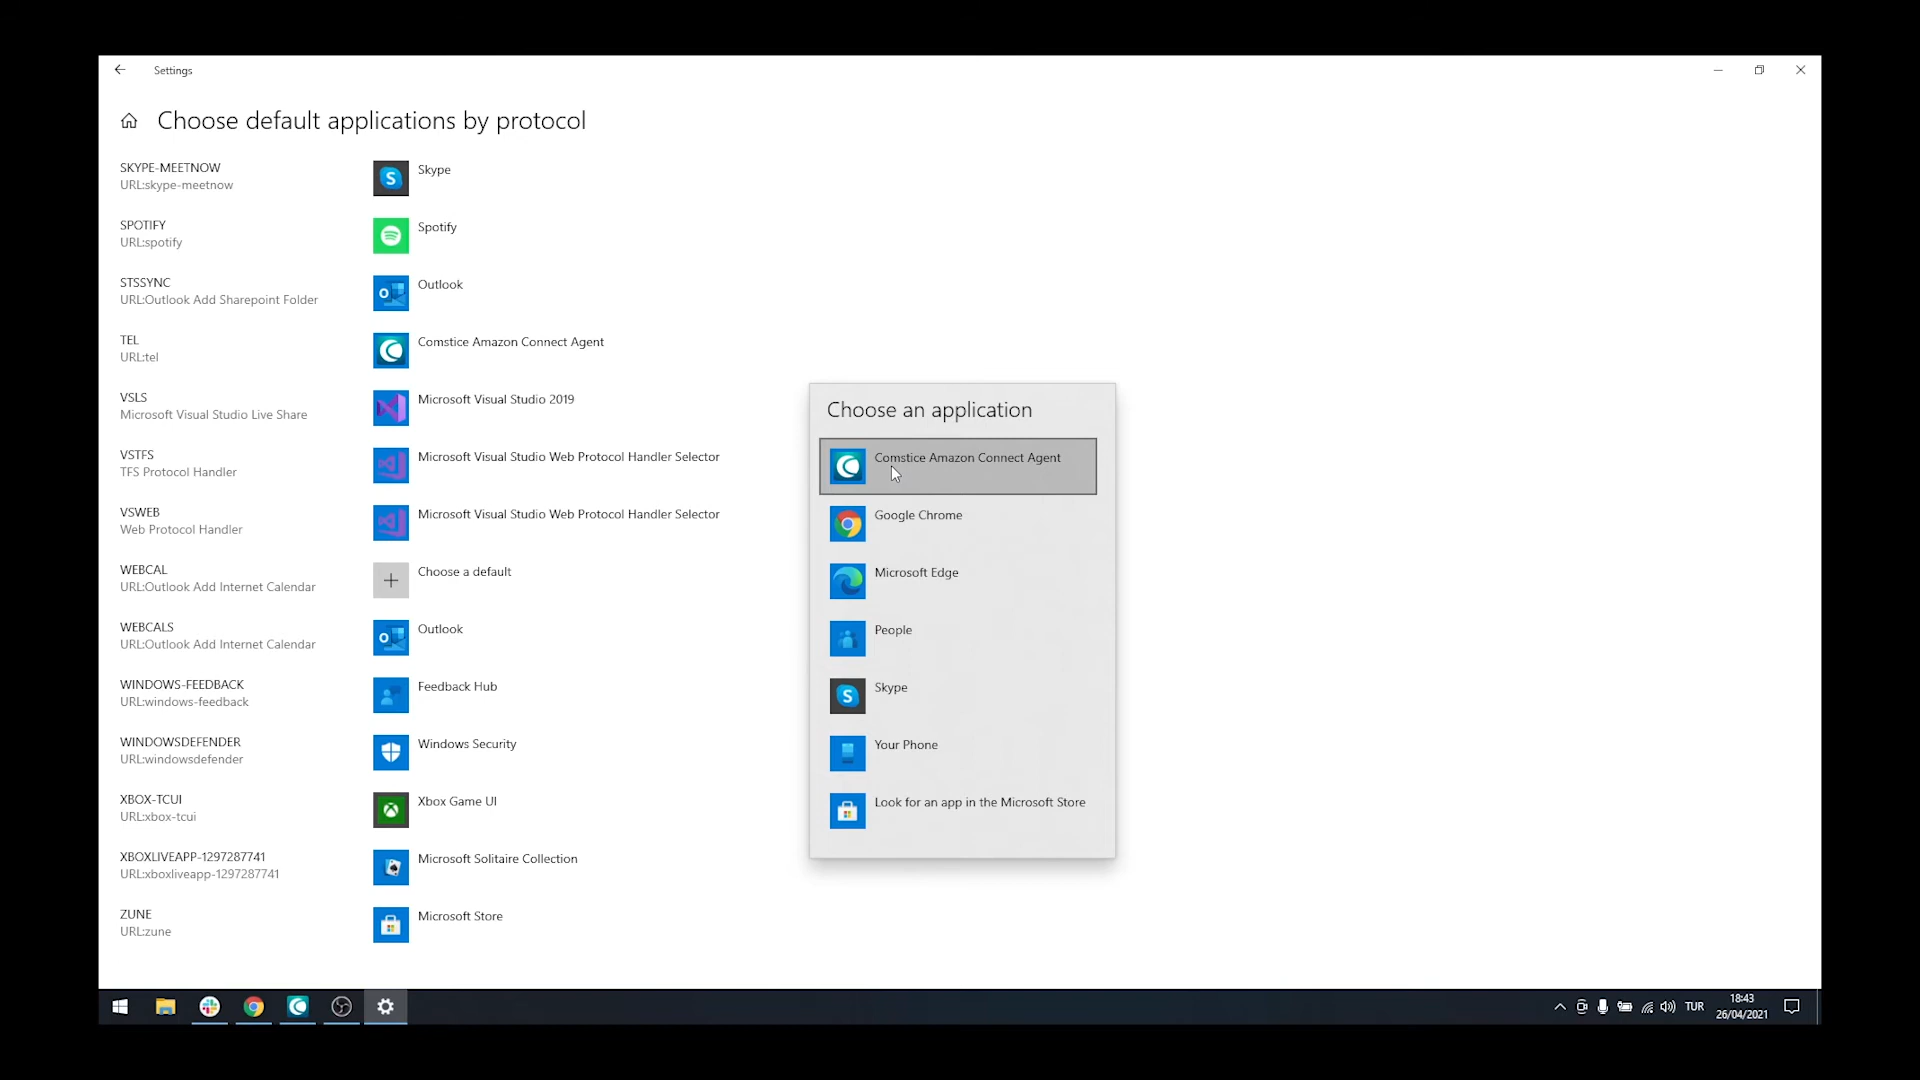 Settings
Choose default applications by protocol
SKYPE-MEETNOW
URL:skype-meetnow
Skype
SPOTIFY
URL:spotify
Spotify
STSSYNC
URL:Outlook Add Sharepoint Folder
Outlook
TEL
URL:tel
Comstice Amazon Connect Agent
VSLS
Microsoft Visual Studio Live Share
Microsoft Visual Studio 2019
VSTFS
TFS Protocol Handler
Microsoft Visual Studio Web Protocol Handler Selector
VSWEB
Web Protocol Handler
Microsoft Visual Studio Web Protocol Handler Selector
WEBCAL
URL:Outlook Add Internet Calendar
Choose a default
WEBCALS
URL:Outlook Add Internet Calendar
Outlook
WINDOWS-FEEDBACK
URL:windows-feedback
Feedback Hub
WINDOWSDEFENDER
URL:windowsdefender
Windows Security
XBOX-TCUI
URL:xbox-tcui
Xbox Game UI
XBOXLIVEAPP-1297287741
URL:xboxliveapp-1297287741
Microsoft Solitaire Collection
ZUNE
URL:zune
Microsoft Store
Choose an application
Comstice Amazon Connect Agent
Google Chrome
Microsoft Edge
People
Skype
Your Phone
Look for an app in the Microsoft Store
TUR
18:43
26/04/2021